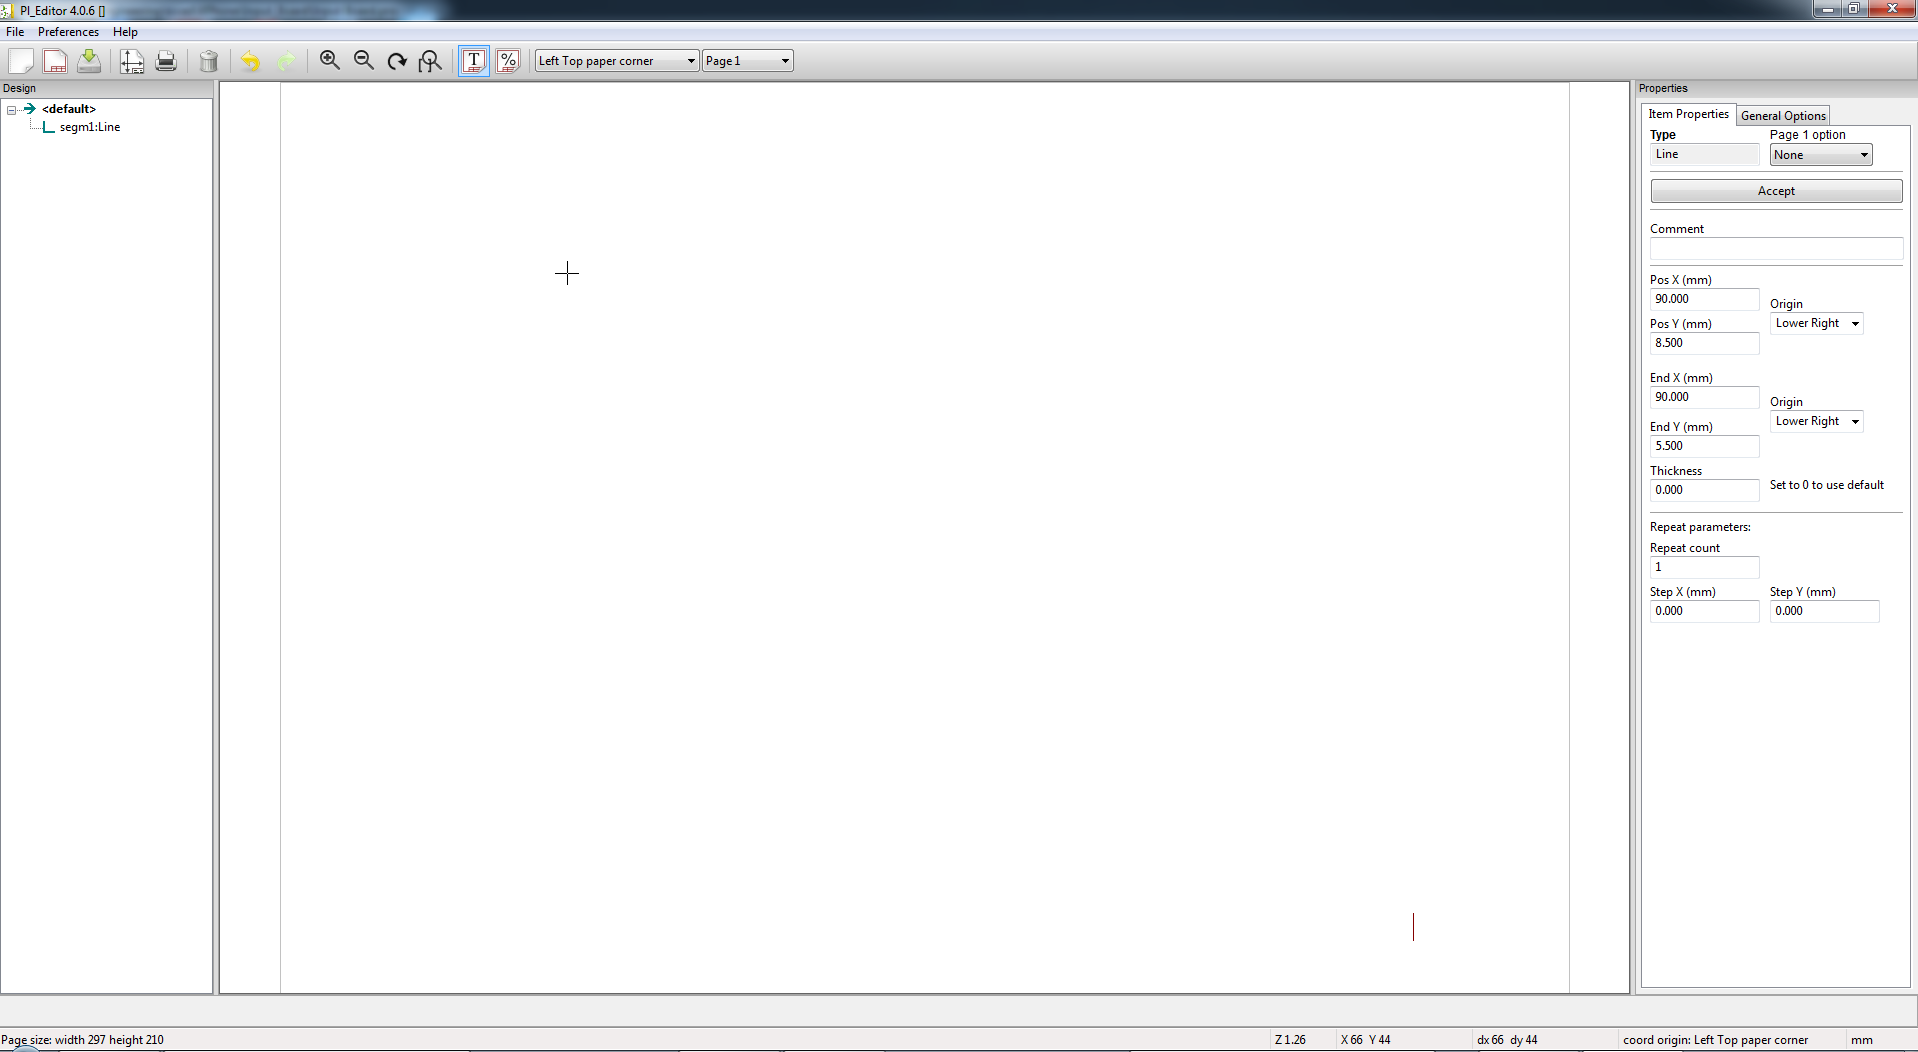 Pl_Editor 4.0.6 []
File Preferences Help
T % Left Top paper corner Page 1
Design
<default>
segm1:Line
Properties
Item Properties General Options
Type Page 1 option
Line None
Accept
Comment
Pos X (mm)
90.000
Origin
Lower Right
Pos Y (mm)
8.500
End X (mm)
90.000
Origin
Lower Right
End Y (mm)
5.500
Thickness
0.000 Set to 0 to use default
Repeat parameters:
Repeat count
1
Step X (mm) Step Y (mm)
0.000 0.000
Page size: width 297 height 210 Z 1.26 X 66 Y 44 dx 66 dy 44 coord origin: Left Top paper corner mm